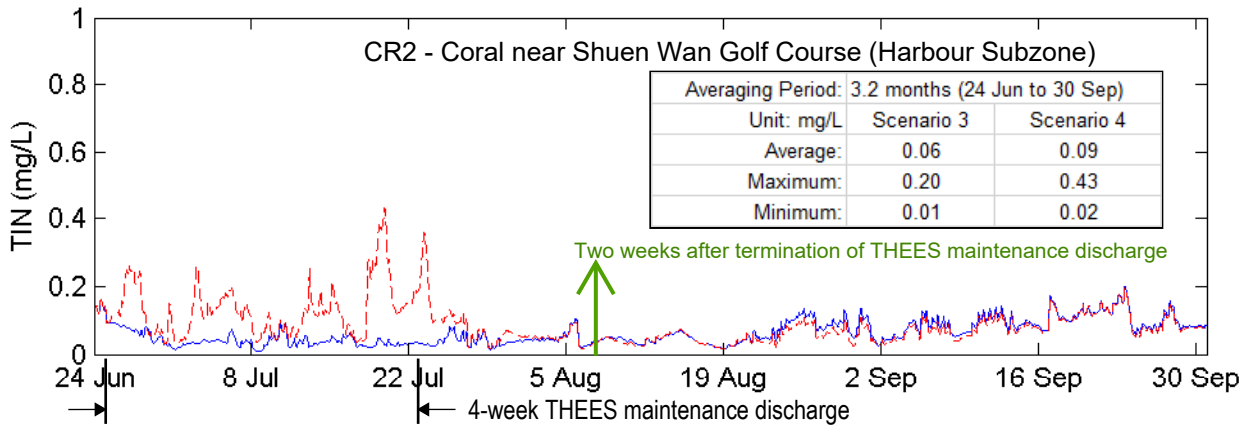 CR2 - Coral near Shuen Wan Golf Course (Harbour Subzone)
Averaging Period: 3.2 months (24 Jun to 30 Sep)
Unit: mg/L Scenario 3 Scenario 4
Average: 0.06 0.09
Maximum: 0.20 0.43
Minimum: 0.01 0.02
Two weeks after termination of THEES maintenance discharge
TIN (mg/L)
1
0.8
0.6
0.4
0.2
0
24 Jun 8 Jul 22 Jul 5 Aug 19 Aug 2 Sep 16 Sep 30 Sep
4-week THEES maintenance discharge